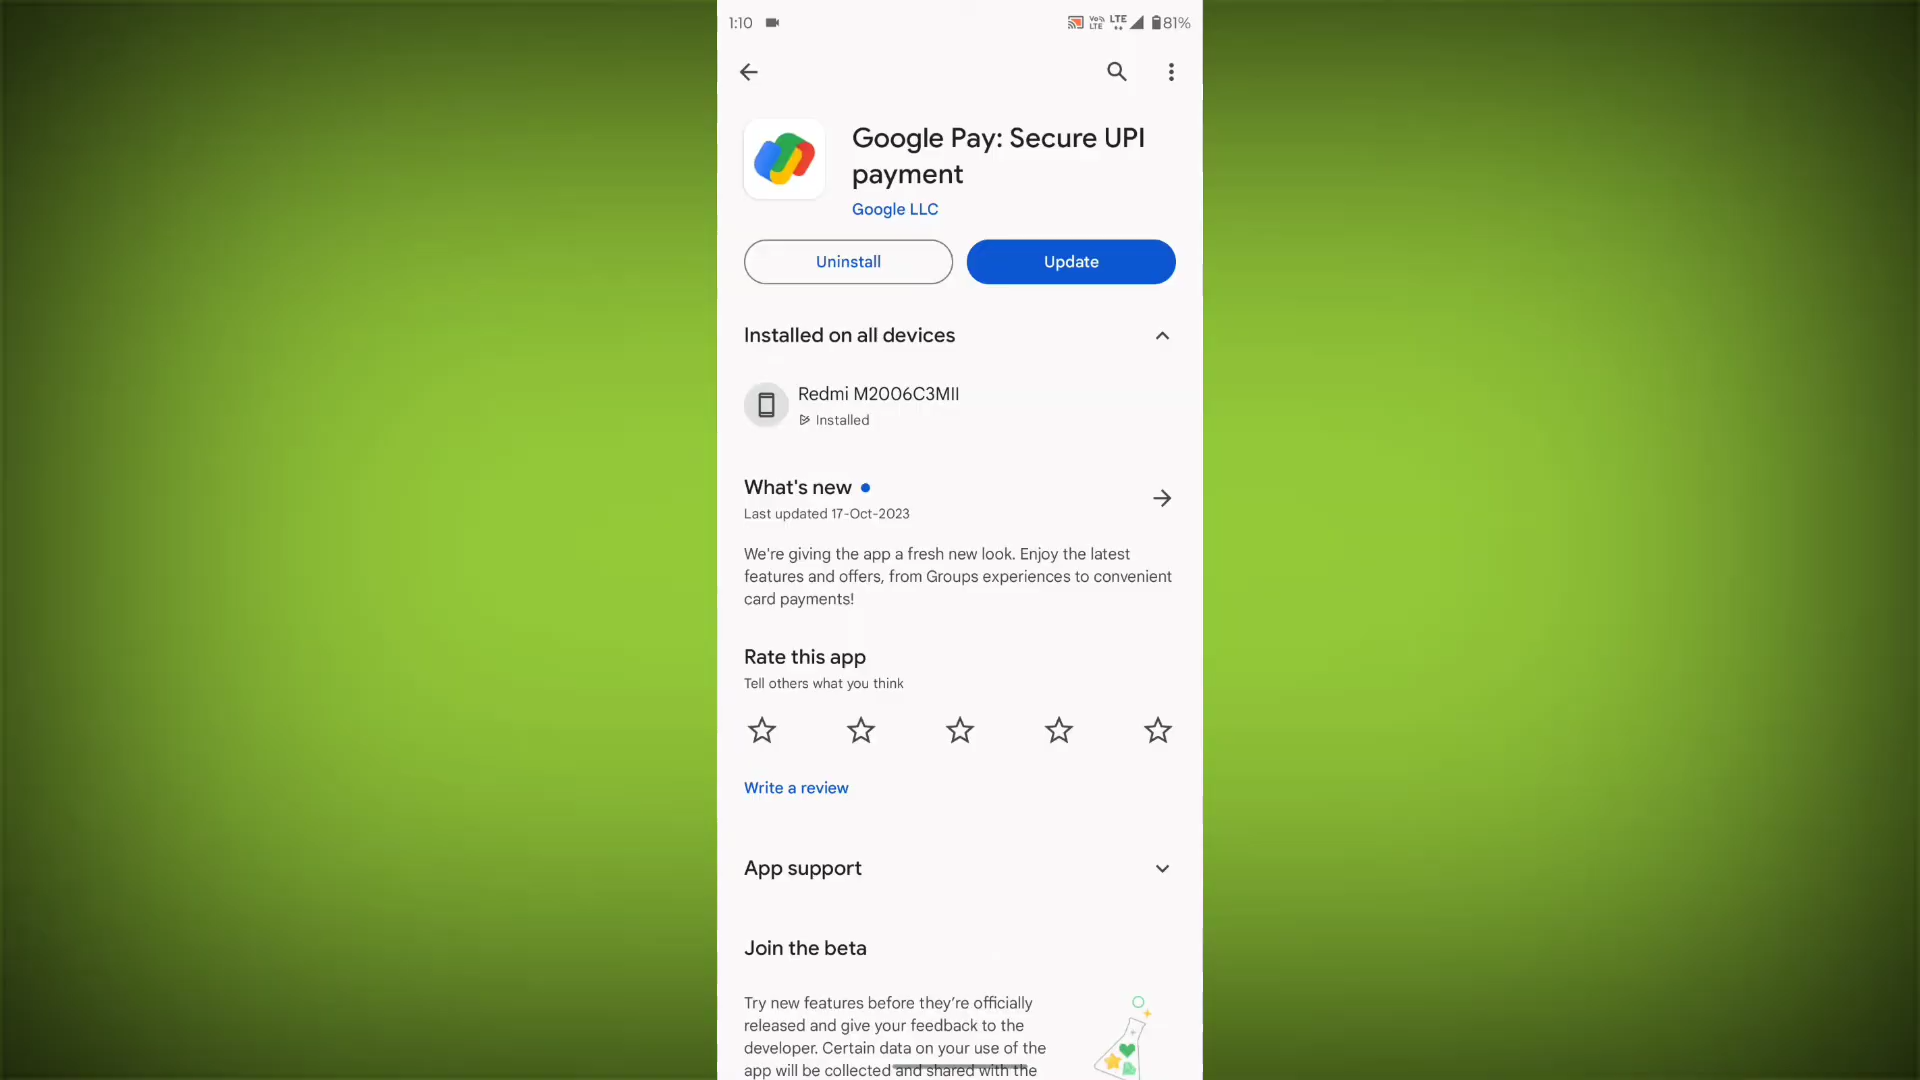 1:10
Vo LTE LTE 81%
Google Pay: Secure UPI
payment
Google LLC
Uninstall
Update
Installed on all devices
Redmi M2006C3MII
Installed
What's new
Last updated 17-Oct-2023
We're giving the app a fresh new look. Enjoy the latest
features and offers, from Groups experiences to convenient
card payments!
Rate this app
Tell others what you think
Write a review
App support
Join the beta
Try new features before they're officially
released and give your feedback to the
developer. Certain data on your use of the
app will be collected and shared with the